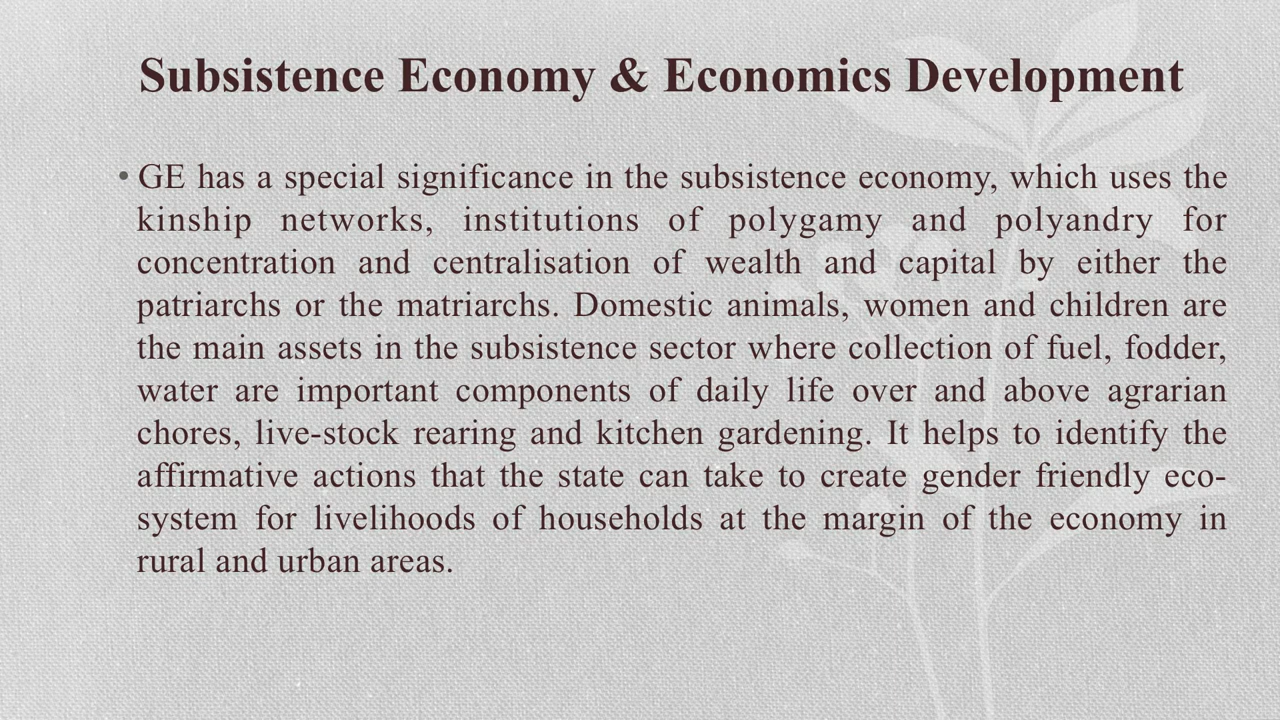 Subsistence Economy & Economics Development
• GE has a special significance in the subsistence economy, which uses the
kinship networks, institutions of polygamy and polyandry for
concentration and centralisation of wealth and capital by either the
patriarchs or the matriarchs. Domestic animals, women and children are
the main assets in the subsistence sector where collection of fuel, fodder,
water are important components of daily life over and above agrarian
chores, live-stock rearing and kitchen gardening. It helps to identify the
affirmative actions that the state can take to create gender friendly eco-
system for livelihoods of households at the margin of the economy in
rural and urban areas.